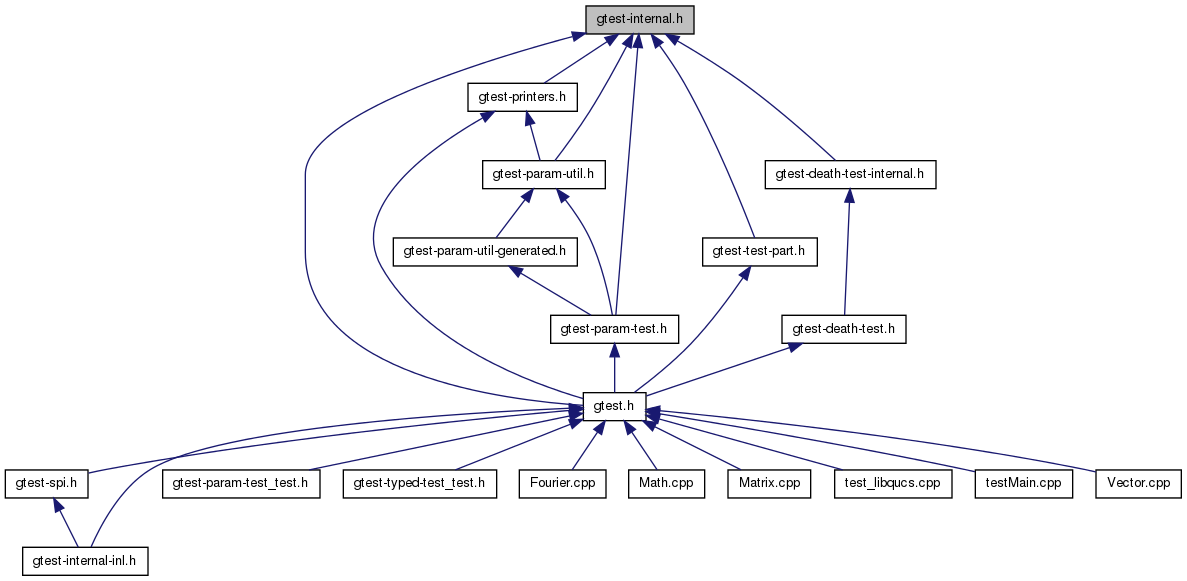 gtest-internal.h
gtest-printers.h
gtest-param-util.h
gtest-death-test-internal.h
gtest-param-util-generated.h
gtest-test-part.h
gtest-param-test.h
gtest-death-test.h
gtest.h
gtest-spi.h
gtest-param-test_test.h
gtest-typed-test_test.h
Fourier.cpp
Math.cpp
Matrix.cpp
test_libqucs.cpp
testMain.cpp
Vector.cpp
gtest-internal-inl.h